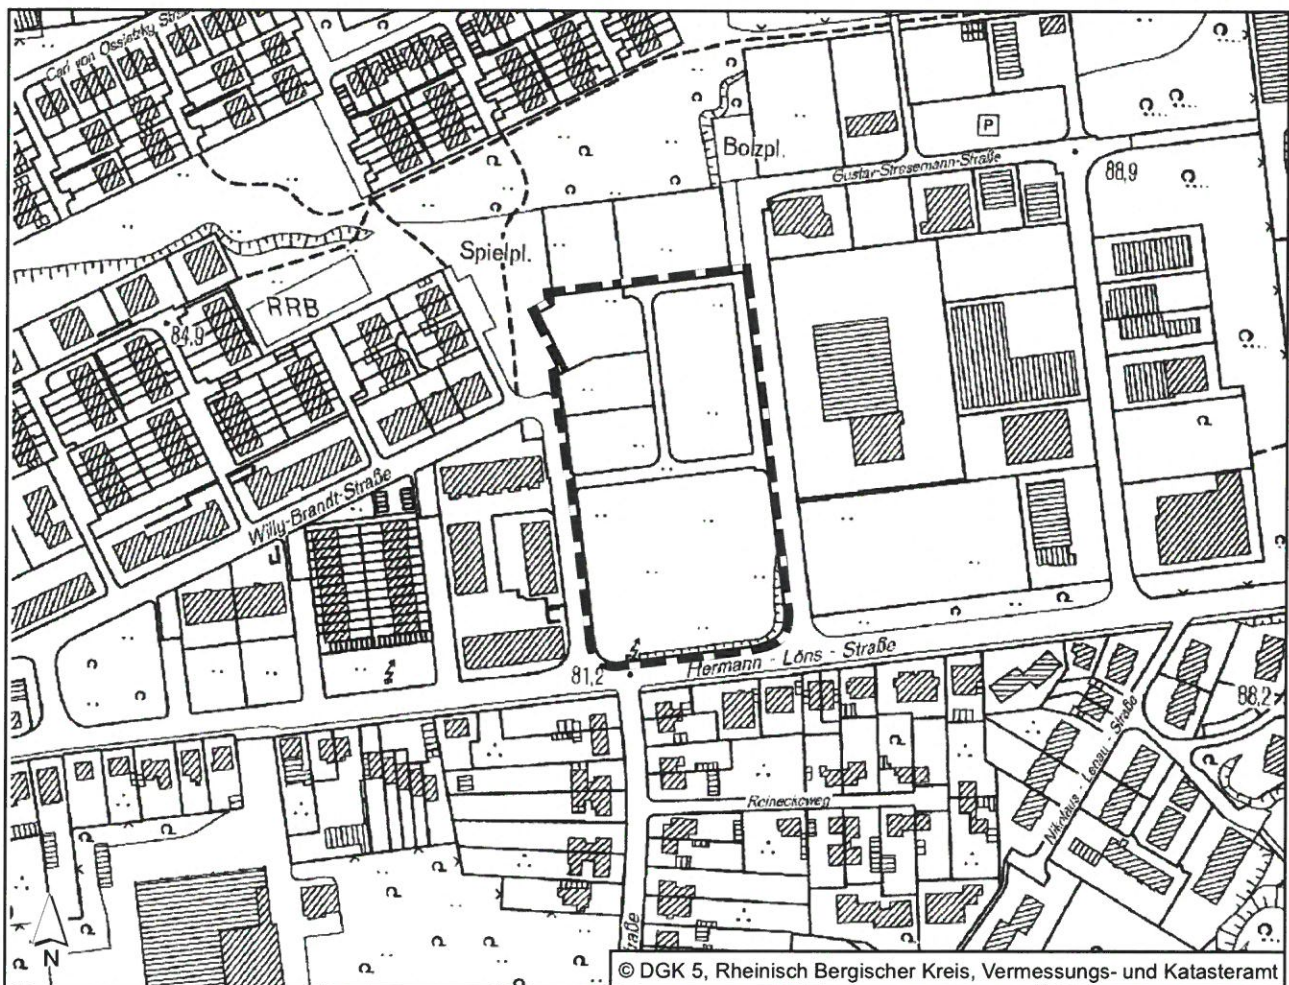 Carl von Ossietzky Straße
Bolzpl.
P
Gustav-Stresemann-Straße
88,9
Spielpl.
RRB
84,9
Willy-Brandt-Straße
81,2
Hermann - Löns - Straße
88,2
Nikolaus - Lenau - Straße
Reineckeweg
raße
N
© DGK 5, Rheinisch Bergischer Kreis, Vermessungs- und Katasteramt